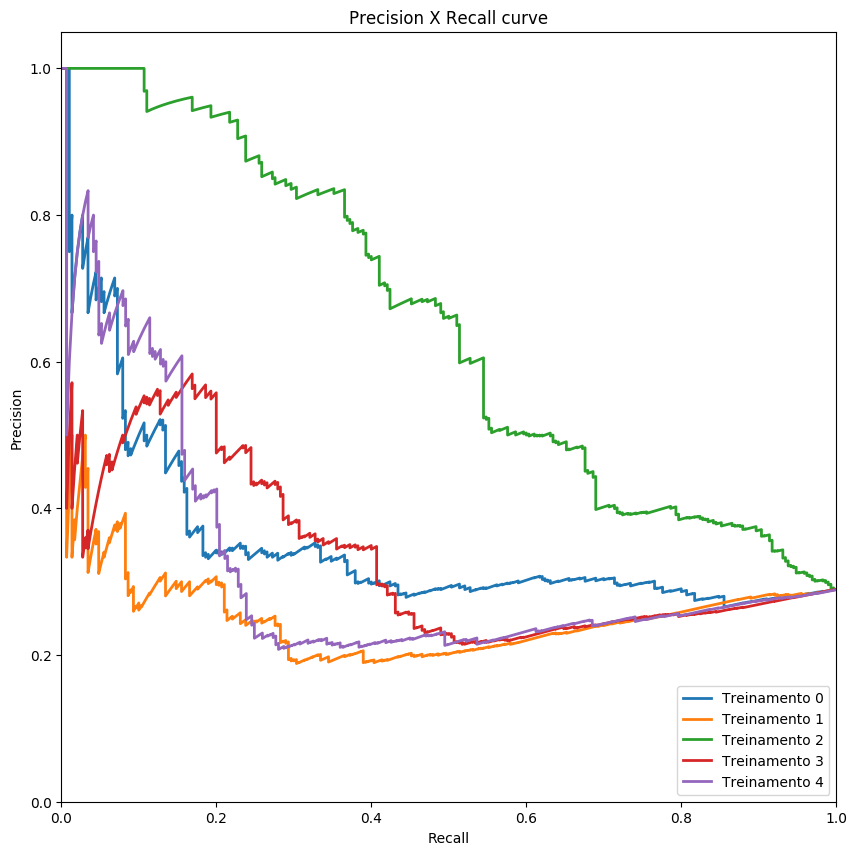 Precision X Recall curve
1.0
0.8
0.6
0.4
0.2
0.0
Precision
0.0 0.2 0.4 0.6 0.8 1.0
Recall
Treinamento 0
Treinamento 1
Treinamento 2
Treinamento 3
Treinamento 4